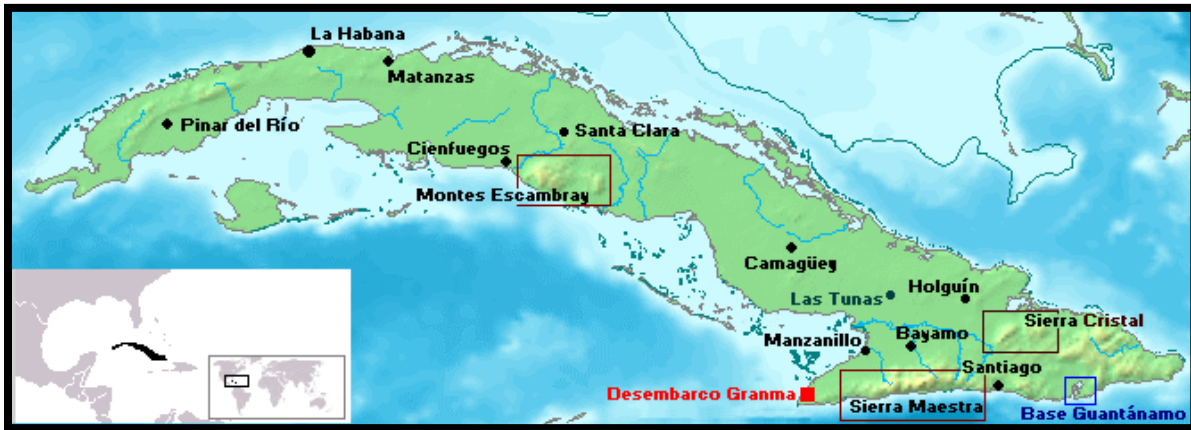 La Habana
Matanzas
Pinar del Río
Santa Clara
Cienfuegos
Montes Escambray
Camagüey
Holguín
Las Tunas
Sierra Cristal
Bayamo
Manzanillo
Santiago
Desembarco Granma
Sierra Maestra
Base Guantánamo